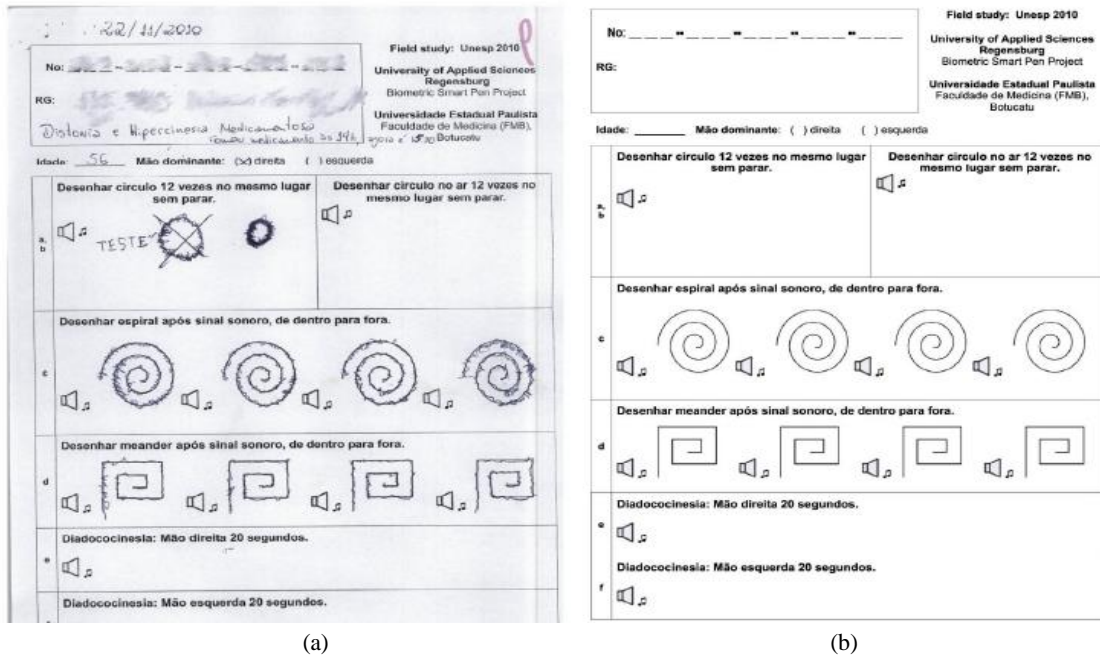 22/11/2010
No:
RG:
Field study: Unesp 2010
University of Applied Sciences
Regensburg
Biometric Smart Pen Project
Universidade Estadual Paulista
Faculdade de Medicina (FMB),
Botucatu
Distonia e Hipercinesia Medicamentosa
Idade: 56 Mão dominante: (x) direita ( ) esquerda
Desenhar circulo 12 vezes no mesmo lugar
sem parar.
Desenhar circulo no ar 12 vezes no
mesmo lugar sem parar.
a,
b
TESTE
Desenhar espiral após sinal sonoro, de dentro para fora.
c
Desenhar meander após sinal sonoro, de dentro para fora.
d
Diadococinesia: Mão direita 20 segundos.
e
Diadococinesia: Mão esquerda 20 segundos.
(a)
No: _ _ _ _ -- _ _ _ _ -- _ _ _ _ -- _ _ _ _ -- _ _ _ _
RG:
Field study: Unesp 2010
University of Applied Sciences
Regensburg
Biometric Smart Pen Project
Universidade Estadual Paulista
Faculdade de Medicina (FMB),
Botucatu
Idade: ______ Mão dominante: ( ) direita ( ) esquerda
Desenhar circulo 12 vezes no mesmo lugar
sem parar.
Desenhar circulo no ar 12 vezes no
mesmo lugar sem parar.
a,
b
Desenhar espiral após sinal sonoro, de dentro para fora.
c
Desenhar meander após sinal sonoro, de dentro para fora.
d
Diadococinesia: Mão direita 20 segundos.
e
Diadococinesia: Mão esquerda 20 segundos.
f
(b)